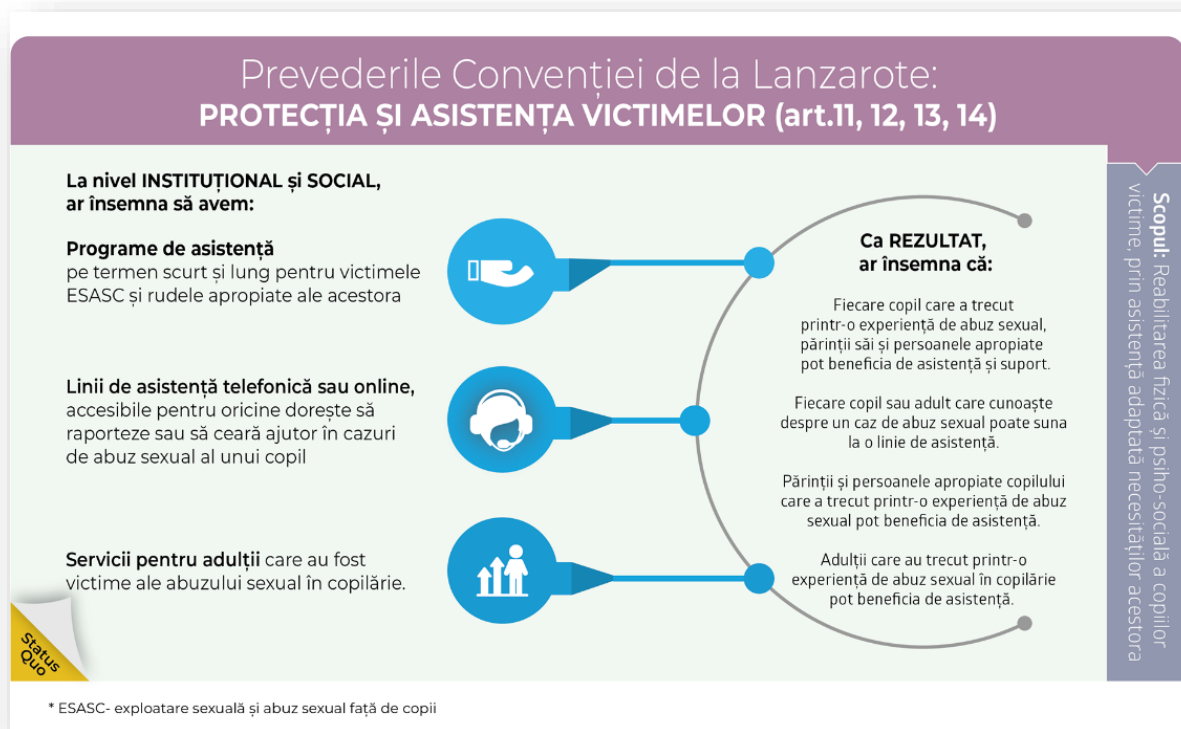 Prevederile Convenției de la Lanzarote:
PROTECȚIA ȘI ASISTENȚA VICTIMELOR (art.11, 12, 13, 14)
La nivel INSTITUȚIONAL și SOCIAL,
ar însemna să avem:
Programe de asistență
pe termen scurt și lung pentru victimele
ESASC și rudele apropiate ale acestora
Linii de asistență telefonică sau online,
accesibile pentru oricine dorește să
raporteze sau să ceară ajutor în cazuri
de abuz sexual al unui copil
Servicii pentru adulții care au fost
victime ale abuzului sexual în copilărie.
Ca REZULTAT,
ar însemna că:
Fiecare copil care a trecut
printr-o experiență de abuz sexual,
părinții săi și persoanele apropiate
pot beneficia de asistență și suport.
Fiecare copil sau adult care cunoaște
despre un caz de abuz sexual poate suna
la o linie de asistență.
Părinții și persoanele apropiate copilului
care a trecut printr-o experiență de abuz
sexual pot beneficia de asistență.
Adulții care au trecut printr-o
experiență de abuz sexual în copilărie
pot beneficia de asistență.
Scopul: Reabilitarea fizică și psiho-socială a copiilor
victime, prin asistență adaptată necesităților acestora
Status
Quo
* ESASC- exploatare sexuală și abuz sexual față de copii